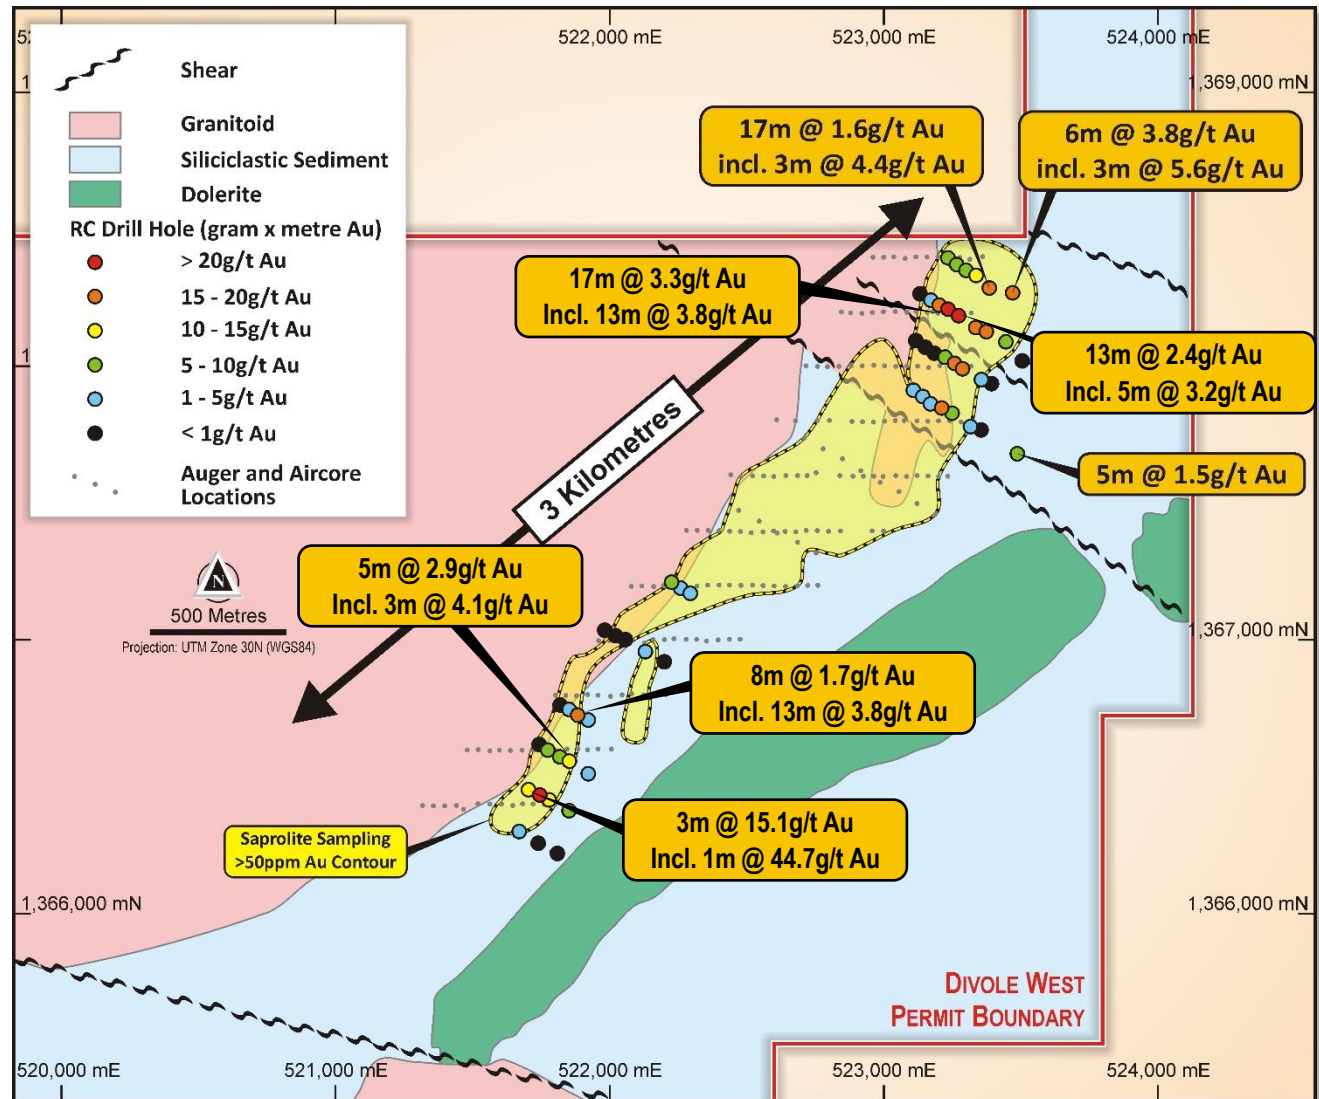 52
522,000 mE
523,000 mE
524,000 mE
1
1,369,000 mN
Shear
Granitoid
Siliciclastic Sediment
Dolerite
RC Drill Hole (gram x metre Au)
> 20g/t Au
15 - 20g/t Au
10 - 15g/t Au
5 - 10g/t Au
1 - 5g/t Au
< 1g/t Au
Auger and Aircore
Locations
17m @ 1.6g/t Au
incl. 3m @ 4.4g/t Au
6m @ 3.8g/t Au
incl. 3m @ 5.6g/t Au
17m @ 3.3g/t Au
Incl. 13m @ 3.8g/t Au
13m @ 2.4g/t Au
Incl. 5m @ 3.2g/t Au
1
3 Kilometres
5m @ 1.5g/t Au
5m @ 2.9g/t Au
Incl. 3m @ 4.1g/t Au
N
500 Metres
Projection: UTM Zone 30N (WGS84)
1,367,000 mN
8m @ 1.7g/t Au
Incl. 13m @ 3.8g/t Au
3m @ 15.1g/t Au
Incl. 1m @ 44.7g/t Au
Saprolite Sampling
>50ppm Au Contour
1,366,000 mN
1,366,000 mN
DIVOLE WEST
PERMIT BOUNDARY
520,000 mE
521,000 mE
522,000 mE
523,000 mE
524,000 mE